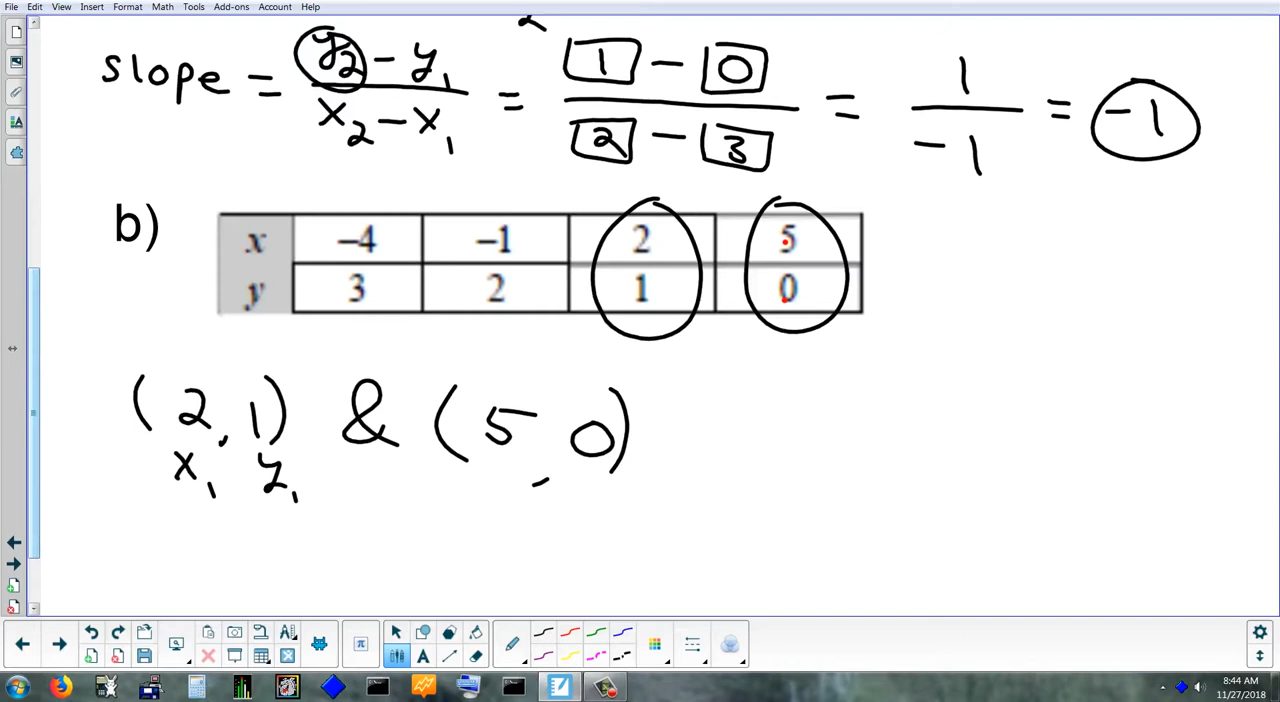 File Edit View Insert Format Math Tools Add-ons Account Help
slope = y₂ - y₁ / x₂ - x₁ = 1 - 0 / 2 - 3 = 1 / -1 = -1
b)
x –4 –1 2 5
y 3 2 1 0
(2, 1) & (5, 0)
x₁ y₁
π A
8:44 AM
11/27/2018